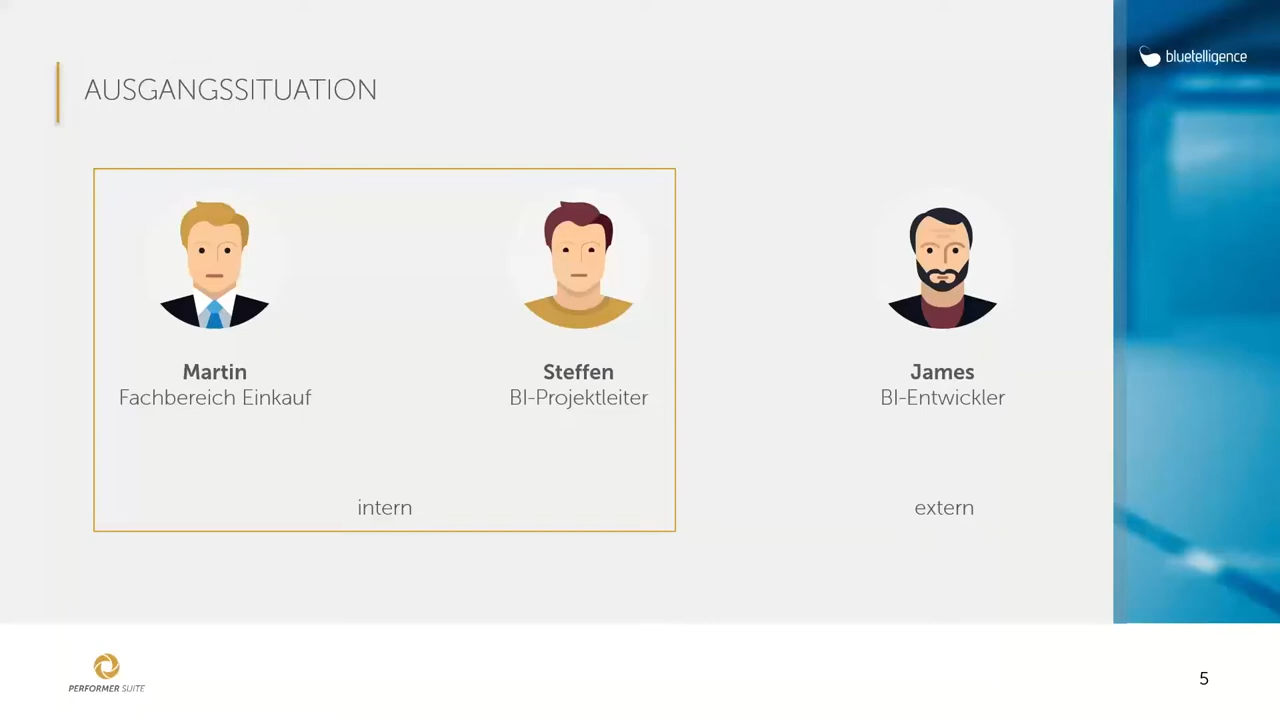 bluetelligence
AUSGANGSSITUATION
Martin
Fachbereich Einkauf
Steffen
BI-Projektleiter
James
BI-Entwickler
intern
extern
PERFORMER SUITE
5